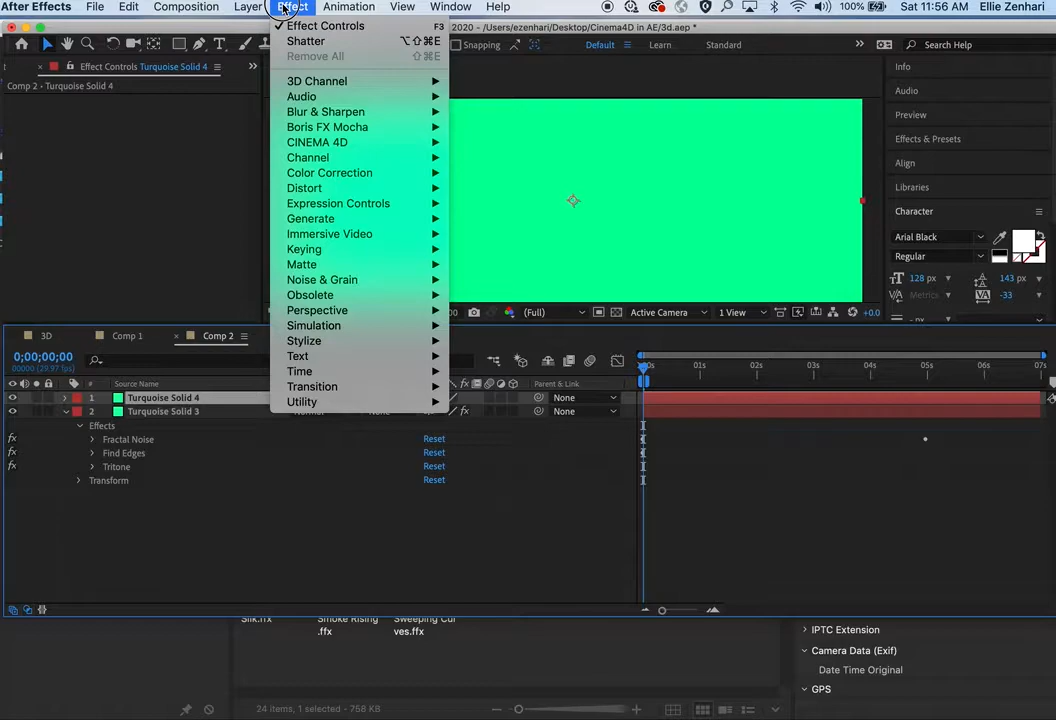 After Effects File Edit Composition Layer Effect Animation View Window Help 100% Sat 11:56 AM Ellie Zenhari
2020 - /Users/ezenhari/Desktop/Cinema4D in AE/3d.aep *
Snapping Default Learn Standard Search Help
Effect Controls Turquoise Solid 4
Comp 2 • Turquoise Solid 4
Effect Controls F3
Shatter ⌥⇧⌘E
Remove All ⇧⌘E
3D Channel
Audio
Blur & Sharpen
Boris FX Mocha
CINEMA 4D
Channel
Color Correction
Distort
Expression Controls
Generate
Immersive Video
Keying
Matte
Noise & Grain
Obsolete
Perspective
Simulation
Stylize
Text
Time
Transition
Utility
Info
Audio
Preview
Effects & Presets
Align
Libraries
Character
Arial Black
Regular
128 px 143 px
Metrics -33
(Full) Active Camera 1 View +0.0
3D Comp 1 Comp 2
0;00;00;00
00000 (29.97 fps)
01s 02s 03s 04s 05s 06s 07s
# Source Name Parent & Link
1 Turquoise Solid 4 None
2 Turquoise Solid 3 None
Effects
Fractal Noise Reset
Find Edges Reset
Tritone Reset
Transform Reset
Silk.ffx Smoke Rising Sweeping Cur
.ffx ves.ffx
24 items, 1 selected - 758 KB
IPTC Extension
Camera Data (Exif)
Date Time Original
GPS